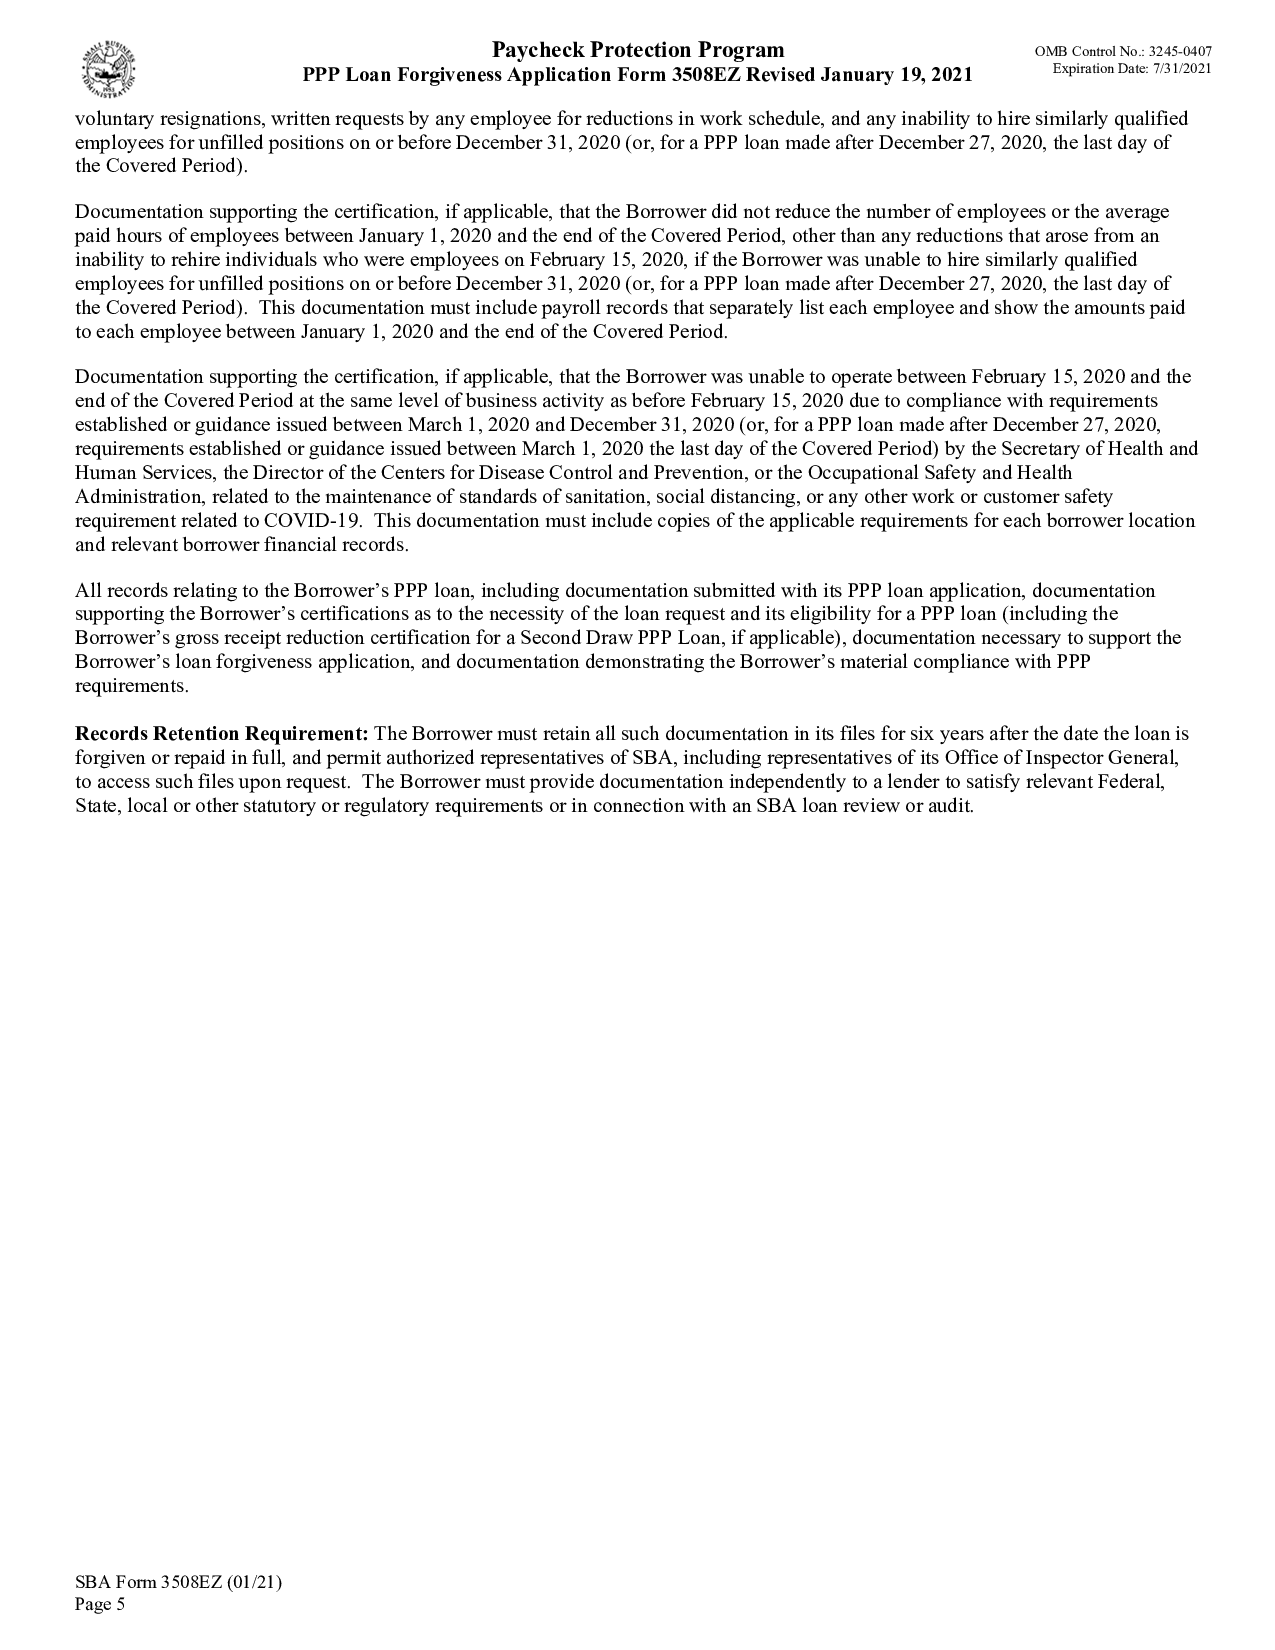 Paycheck Protection Program
PPP Loan Forgiveness Application Form 3508EZ Revised January 19, 2021
OMB Control No.: 3245-0407
Expiration Date: 7/31/2021
SMALL BUSINESS
ADMINISTRATION
1953
voluntary resignations, written requests by any employee for reductions in work schedule, and any inability to hire similarly qualified
employees for unfilled positions on or before December 31, 2020 (or, for a PPP loan made after December 27, 2020, the last day of
the Covered Period).
Documentation supporting the certification, if applicable, that the Borrower did not reduce the number of employees or the average
paid hours of employees between January 1, 2020 and the end of the Covered Period, other than any reductions that arose from an
inability to rehire individuals who were employees on February 15, 2020, if the Borrower was unable to hire similarly qualified
employees for unfilled positions on or before December 31, 2020 (or, for a PPP loan made after December 27, 2020, the last day of
the Covered Period).  This documentation must include payroll records that separately list each employee and show the amounts paid
to each employee between January 1, 2020 and the end of the Covered Period.
Documentation supporting the certification, if applicable, that the Borrower was unable to operate between February 15, 2020 and the
end of the Covered Period at the same level of business activity as before February 15, 2020 due to compliance with requirements
established or guidance issued between March 1, 2020 and December 31, 2020 (or, for a PPP loan made after December 27, 2020,
requirements established or guidance issued between March 1, 2020 the last day of the Covered Period) by the Secretary of Health and
Human Services, the Director of the Centers for Disease Control and Prevention, or the Occupational Safety and Health
Administration, related to the maintenance of standards of sanitation, social distancing, or any other work or customer safety
requirement related to COVID-19.  This documentation must include copies of the applicable requirements for each borrower location
and relevant borrower financial records.
All records relating to the Borrower’s PPP loan, including documentation submitted with its PPP loan application, documentation
supporting the Borrower’s certifications as to the necessity of the loan request and its eligibility for a PPP loan (including the
Borrower’s gross receipt reduction certification for a Second Draw PPP Loan, if applicable), documentation necessary to support the
Borrower’s loan forgiveness application, and documentation demonstrating the Borrower’s material compliance with PPP
requirements.
Records Retention Requirement: The Borrower must retain all such documentation in its files for six years after the date the loan is
forgiven or repaid in full, and permit authorized representatives of SBA, including representatives of its Office of Inspector General,
to access such files upon request.  The Borrower must provide documentation independently to a lender to satisfy relevant Federal,
State, local or other statutory or regulatory requirements or in connection with an SBA loan review or audit.
SBA Form 3508EZ (01/21)
Page 5